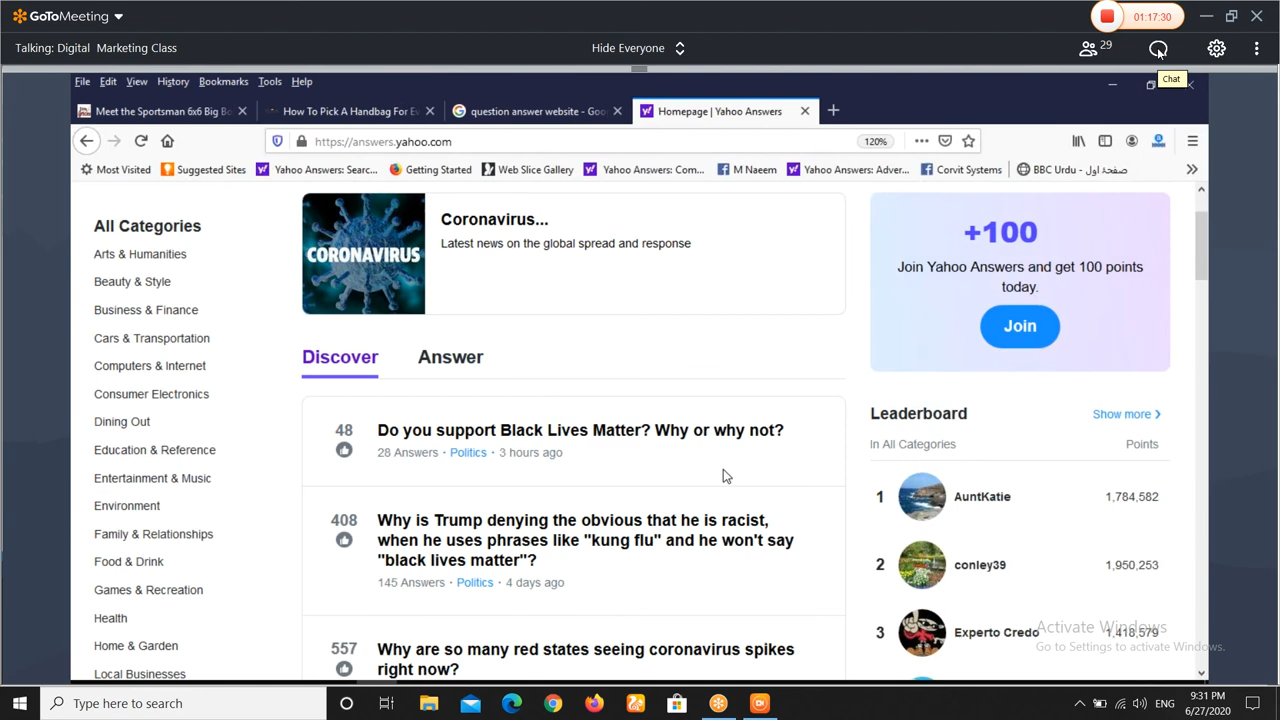 GoToMeeting
01:17:30
Talking: Digital Marketing Class
Hide Everyone
29
Chat
File Edit View History Bookmarks Tools Help
Meet the Sportsman 6x6 Big Bo
How To Pick A Handbag For Ev
question answer website - Goo
Homepage | Yahoo Answers
https://answers.yahoo.com
120%
Most Visited
Suggested Sites
Yahoo Answers: Searc...
Getting Started
Web Slice Gallery
Yahoo Answers: Com...
M Naeem
Yahoo Answers: Adver...
Corvit Systems
BBC Urdu - صفحۂ اول
All Categories
Arts & Humanities
Beauty & Style
Business & Finance
Cars & Transportation
Computers & Internet
Consumer Electronics
Dining Out
Education & Reference
Entertainment & Music
Environment
Family & Relationships
Food & Drink
Games & Recreation
Health
Home & Garden
Local Businesses
CORONAVIRUS
Coronavirus...
Latest news on the global spread and response
Discover
Answer
48
Do you support Black Lives Matter? Why or why not?
28 Answers · Politics · 3 hours ago
408
Why is Trump denying the obvious that he is racist,
when he uses phrases like "kung flu" and he won't say
"black lives matter"?
145 Answers · Politics · 4 days ago
557
Why are so many red states seeing coronavirus spikes
right now?
+100
Join Yahoo Answers and get 100 points
today.
Join
Leaderboard
Show more
In All Categories
Points
1 AuntKatie 1,784,582
2 conley39 1,950,253
3 Experto Credo 1,418,579
Activate Windows
Go to Settings to activate Windows.
Type here to search
ENG
9:31 PM
6/27/2020